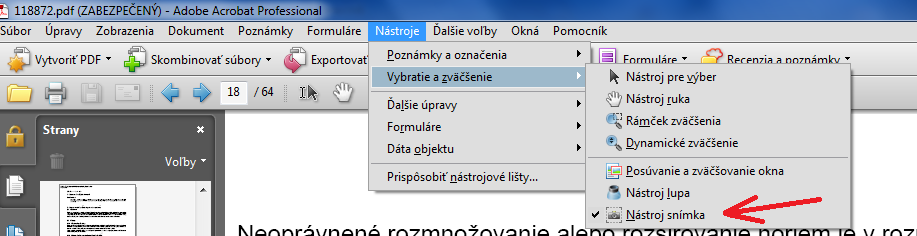 118872.pdf (ZABEZPEČENÝ) - Adobe Acrobat Professional
Súbor Úpravy Zobrazenia Dokument Poznámky Formuláre Nástroje Ďalšie voľby Okná Pomocník
Vytvoriť PDF Skombinovať súbory Exportovať Formuláre Recenzia a poznámky
18 / 64
Strany
Voľby
Poznámky a označenia
Vybratie a zväčšenie
Ďalšie úpravy
Formuláre
Dáta objektu
Prispôsobiť nástrojové lišty...
Nástroj pre výber
Nástroj ruka
Rámček zväčšenia
Dynamické zväčšenie
Posúvanie a zväčšovanie okna
Nástroj lupa
Nástroj snímka
Neoprávnené rozmnožovanie alebo rozširovanie noriem je v